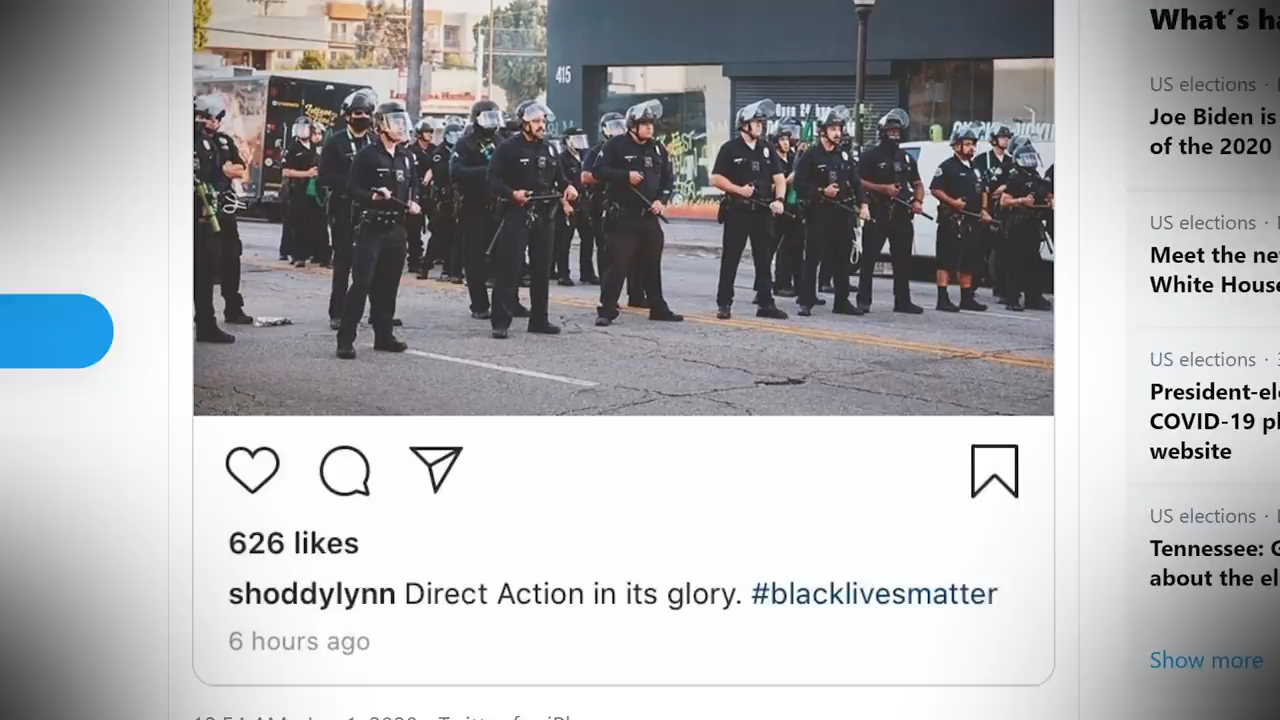 415
626 likes
shoddylynn Direct Action in its glory. #blacklivesmatter
6 hours ago
What's ha
US elections ·
Joe Biden is
of the 2020
US elections ·
Meet the ne
White House
US elections · 3
President-ele
COVID-19 pl
website
US elections ·
Tennessee: G
about the el
Show more